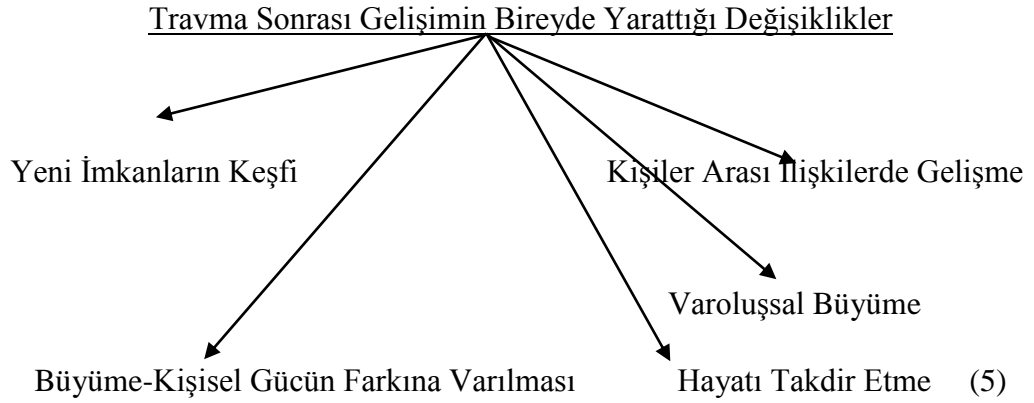 Travma Sonrası Gelişimin Bireyde Yarattığı Değişiklikler
Yeni İmkanların Keşfi
Kişiler Arası İlişkilerde Gelişme
Varoluşsal Büyüme
Büyüme-Kişisel Gücün Farkına Varılması
Hayatı Takdir Etme (5)